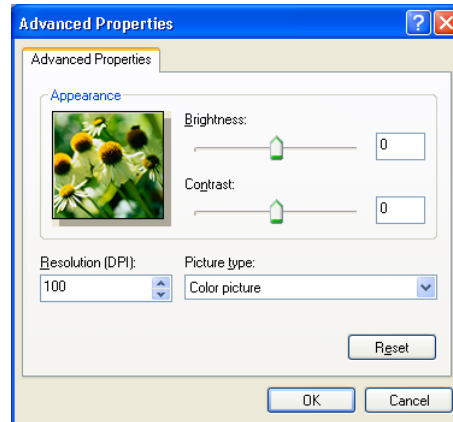 Advanced Properties
Advanced Properties
Appearance
Brightness:
0
Contrast:
0
Resolution (DPI):
100
Picture type:
Color picture
Reset
OK
Cancel